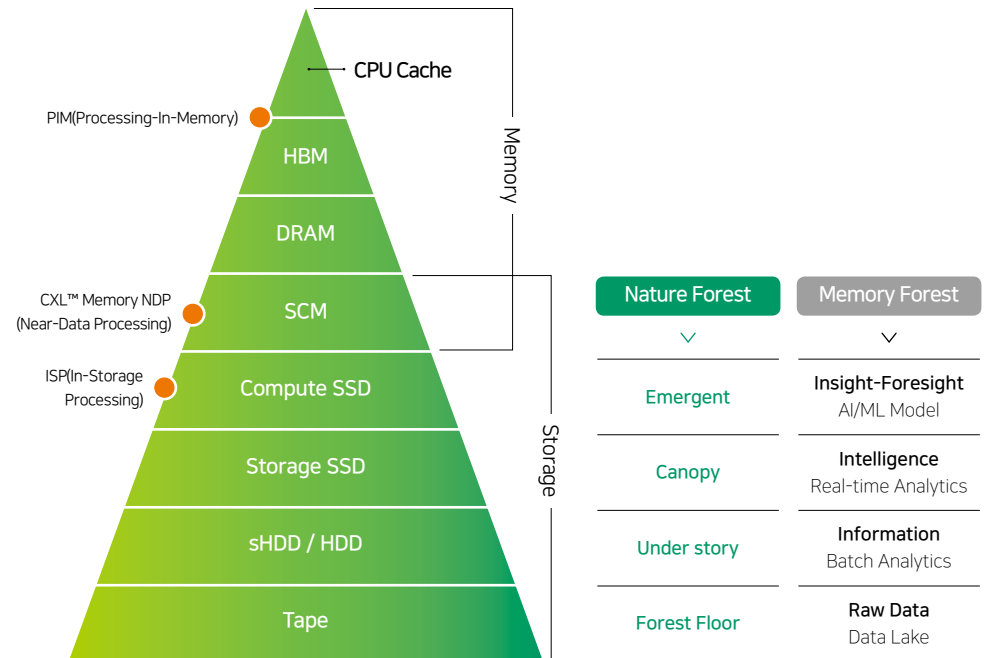 CPU Cache
PIM(Processing-In-Memory)
HBM
Memory
DRAM
CXL™ Memory NDP
(Near-Data Processing)
SCM
ISP(In-Storage
Processing)
Compute SSD
Storage SSD
Storage
sHDD / HDD
Tape
Nature Forest
Memory Forest
Emergent
Insight-Foresight
AI/ML Model
Canopy
Intelligence
Real-time Analytics
Under story
Information
Batch Analytics
Forest Floor
Raw Data
Data Lake